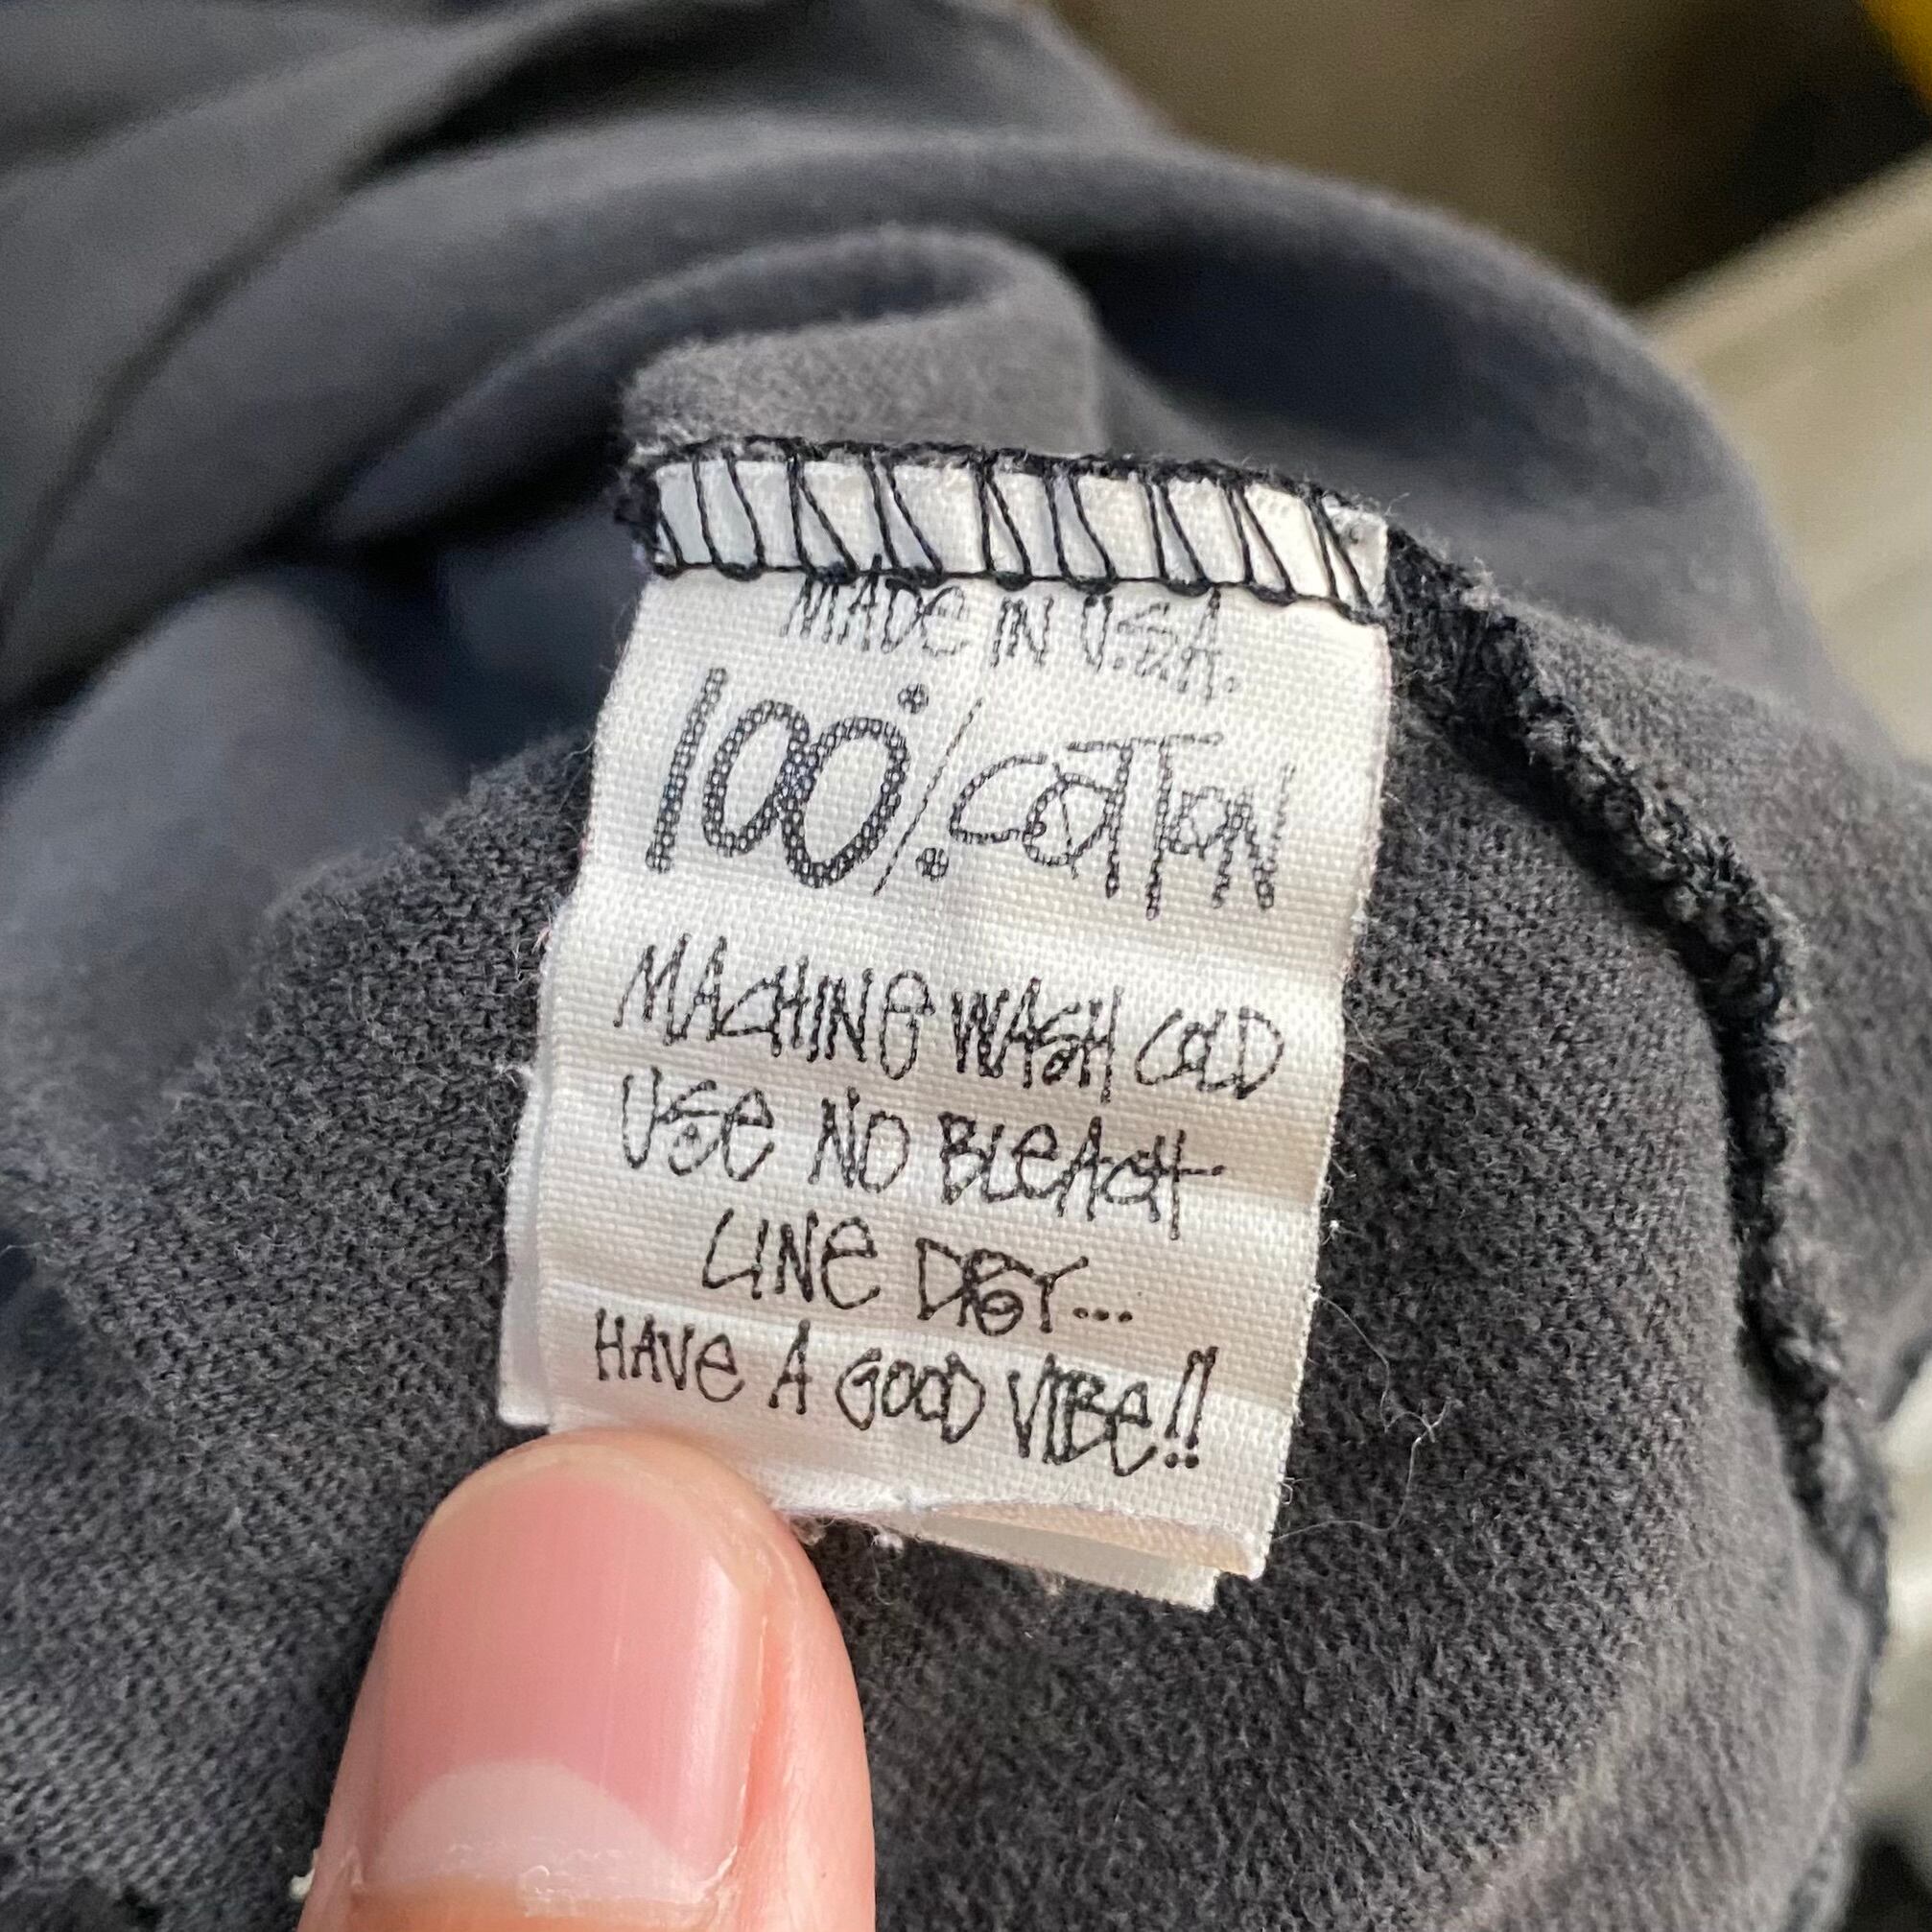 MADE IN U.S.A.
100% COTTON
MACHINE WASH COLD
USE NO BLEACH
LINE DRY...
HAVE A GOOD VIBE!!